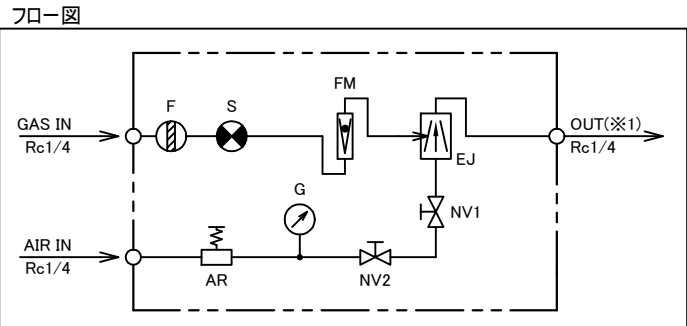 フロー図
FM
F
S
GAS IN
Rc1/4
OUT(※1)
Rc1/4
EJ
G
NV1
AIR IN
Rc1/4
AR
NV2